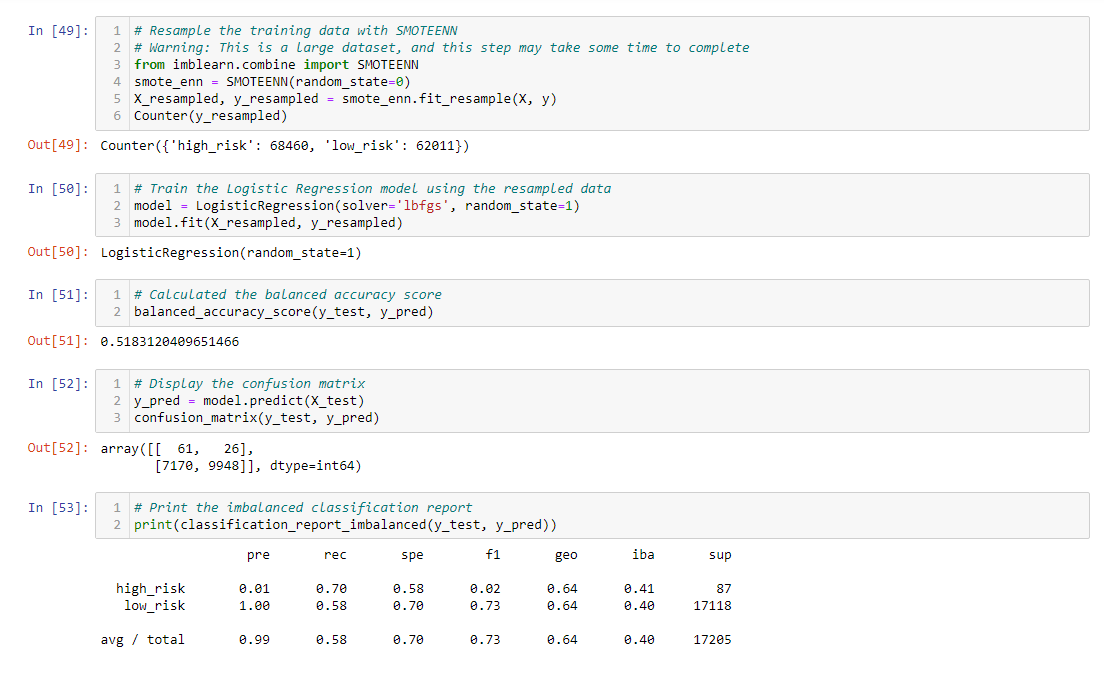 In [49]:
1 # Resample the training data with SMOTEENN
2 # Warning: This is a large dataset, and this step may take some time to complete
3 from imblearn.combine import SMOTEENN
4 smote_enn = SMOTEENN(random_state=0)
5 X_resampled, y_resampled = smote_enn.fit_resample(X, y)
6 Counter(y_resampled)
Out[49]: Counter({'high_risk': 68460, 'low_risk': 62011})
In [50]:
1 # Train the Logistic Regression model using the resampled data
2 model = LogisticRegression(solver='lbfgs', random_state=1)
3 model.fit(X_resampled, y_resampled)
Out[50]: LogisticRegression(random_state=1)
In [51]:
1 # Calculated the balanced accuracy score
2 balanced_accuracy_score(y_test, y_pred)
Out[51]: 0.5183120409651466
In [52]:
1 # Display the confusion matrix
2 y_pred = model.predict(X_test)
3 confusion_matrix(y_test, y_pred)
Out[52]: array([[ 61, 26],
[7170, 9948]], dtype=int64)
In [53]:
1 # Print the imbalanced classification report
2 print(classification_report_imbalanced(y_test, y_pred))
pre rec spe f1 geo iba sup
high_risk 0.01 0.70 0.58 0.02 0.64 0.41 87
low_risk 1.00 0.58 0.70 0.73 0.64 0.40 17118
avg / total 0.99 0.58 0.70 0.73 0.64 0.40 17205